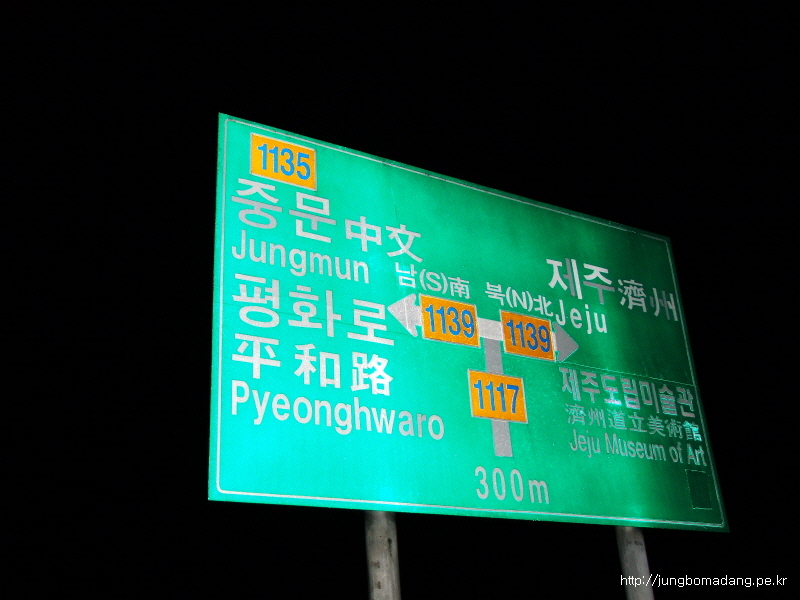 1135
중문 中文
Jungmun
평화로
平和路
Pyeonghwaro
남(S)南
1139
북(N)北
1139
제주 濟州
Jeju
1117
300m
제주도립미술관
濟州道立美術館
Jeju Museum of Art
http://jungbomadang.pe.kr